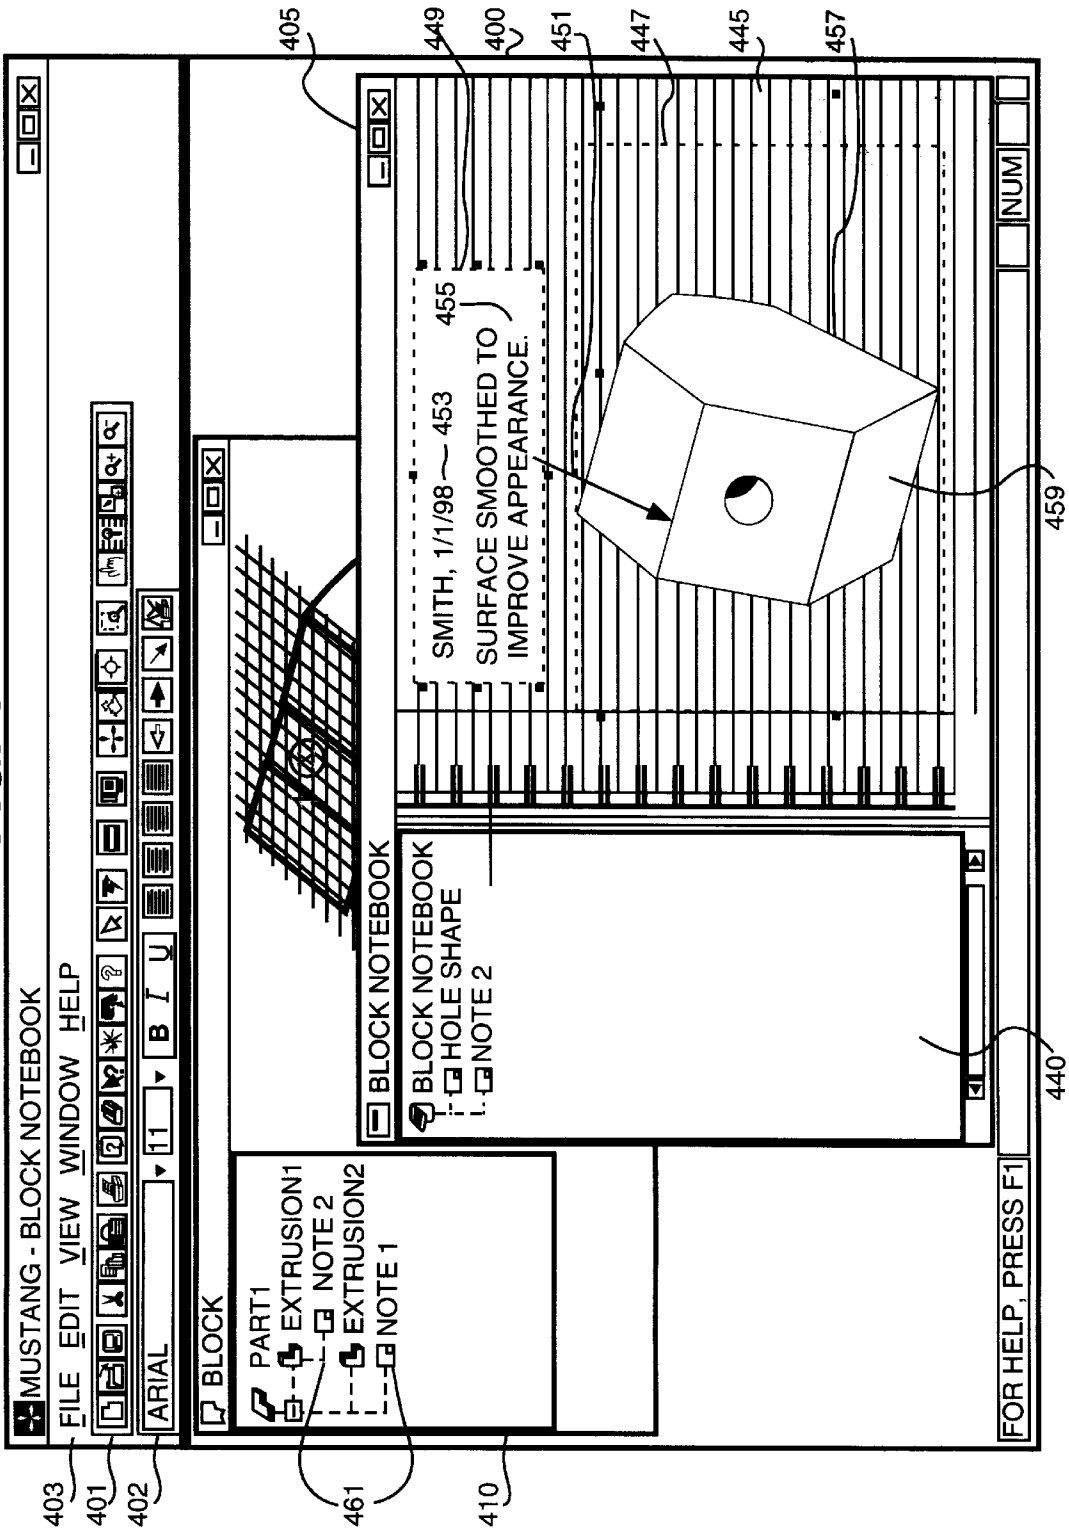 MUSTANG - BLOCK NOTEBOOK
FILE EDIT VIEW WINDOW HELP
ARIAL 11 B I U
BLOCK
PART1
EXTRUSION1
NOTE 2
EXTRUSION2
NOTE 1
BLOCK NOTEBOOK
BLOCK NOTEBOOK
HOLE SHAPE
NOTE 2
SMITH, 1/1/98
SURFACE SMOOTHED TO
IMPROVE APPEARANCE.
FOR HELP, PRESS F1
NUM
403
401
402
461
410
440
459
453
455
405
449
400
451
447
445
457